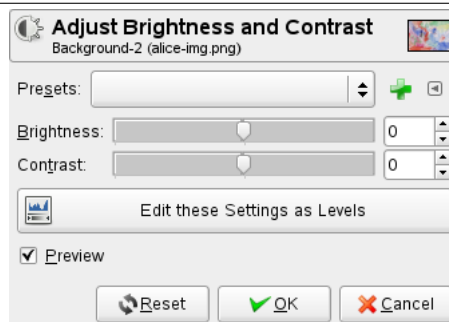 Adjust Brightness and Contrast
Background-2 (alice-img.png)
Presets:
Brightness: 0
Contrast: 0
Edit these Settings as Levels
Preview
Reset OK Cancel